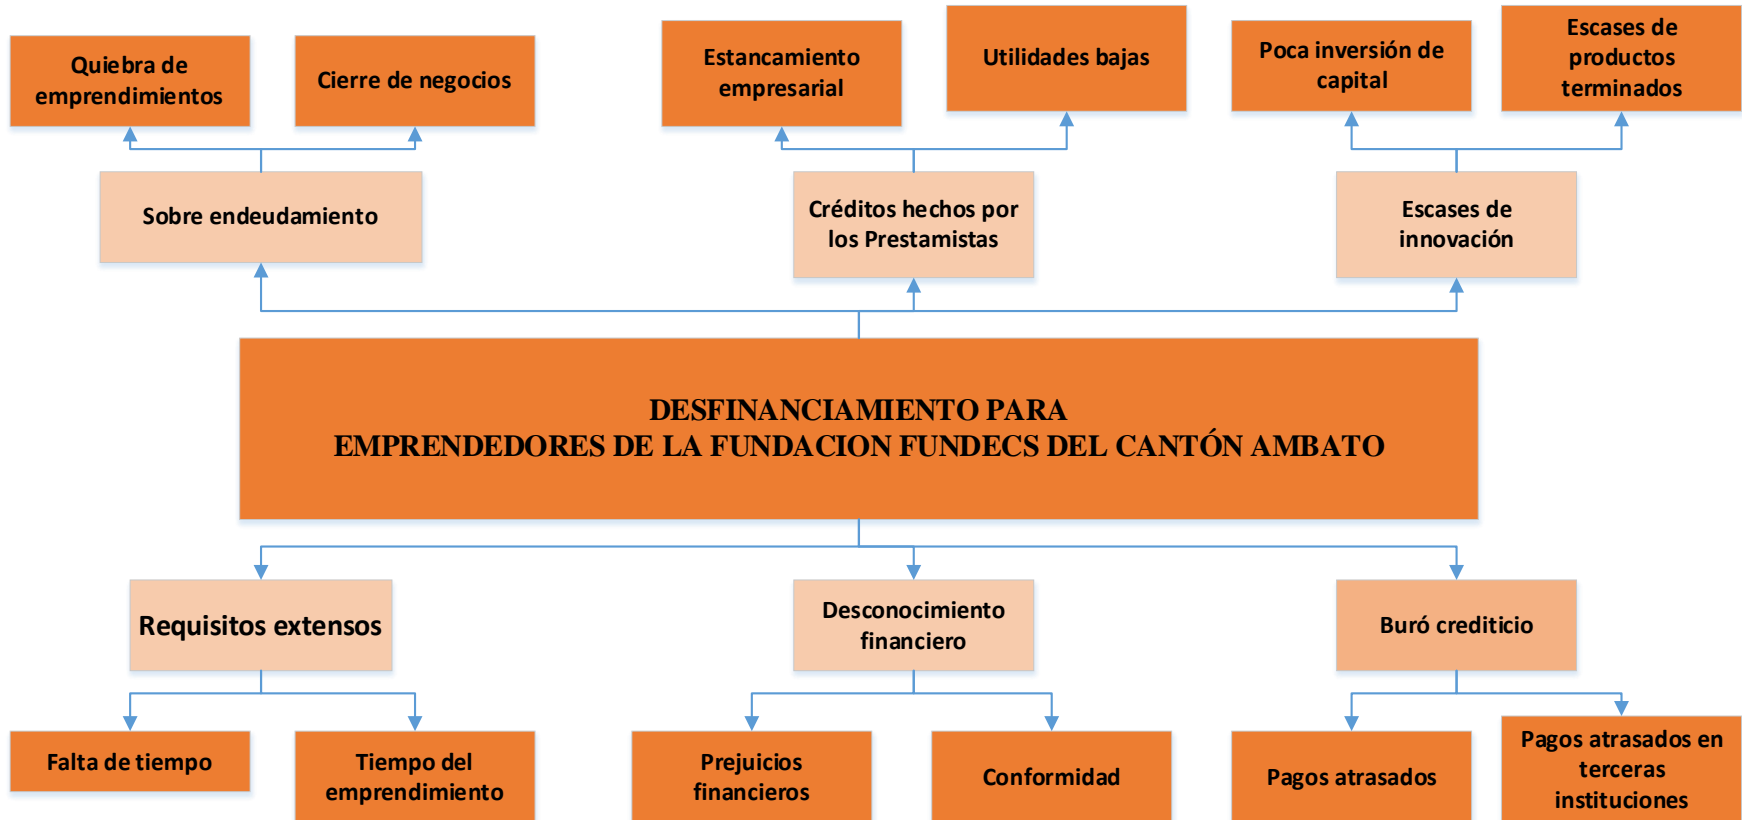 Quiebra de
emprendimientos
Cierre de negocios
Estancamiento
empresarial
Utilidades bajas
Poca inversión de
capital
Escases de
productos
terminados
Sobre endeudamiento
Créditos hechos por
los Prestamistas
Escases de
innovación
DESFINANCIAMIENTO PARA
EMPRENDEDORES DE LA FUNDACION FUNDECS DEL CANTÓN AMBATO
Requisitos extensos
Desconocimiento
financiero
Buró crediticio
Falta de tiempo
Tiempo del
emprendimiento
Prejuicios
financieros
Conformidad
Pagos atrasados
Pagos atrasados en
terceras
instituciones